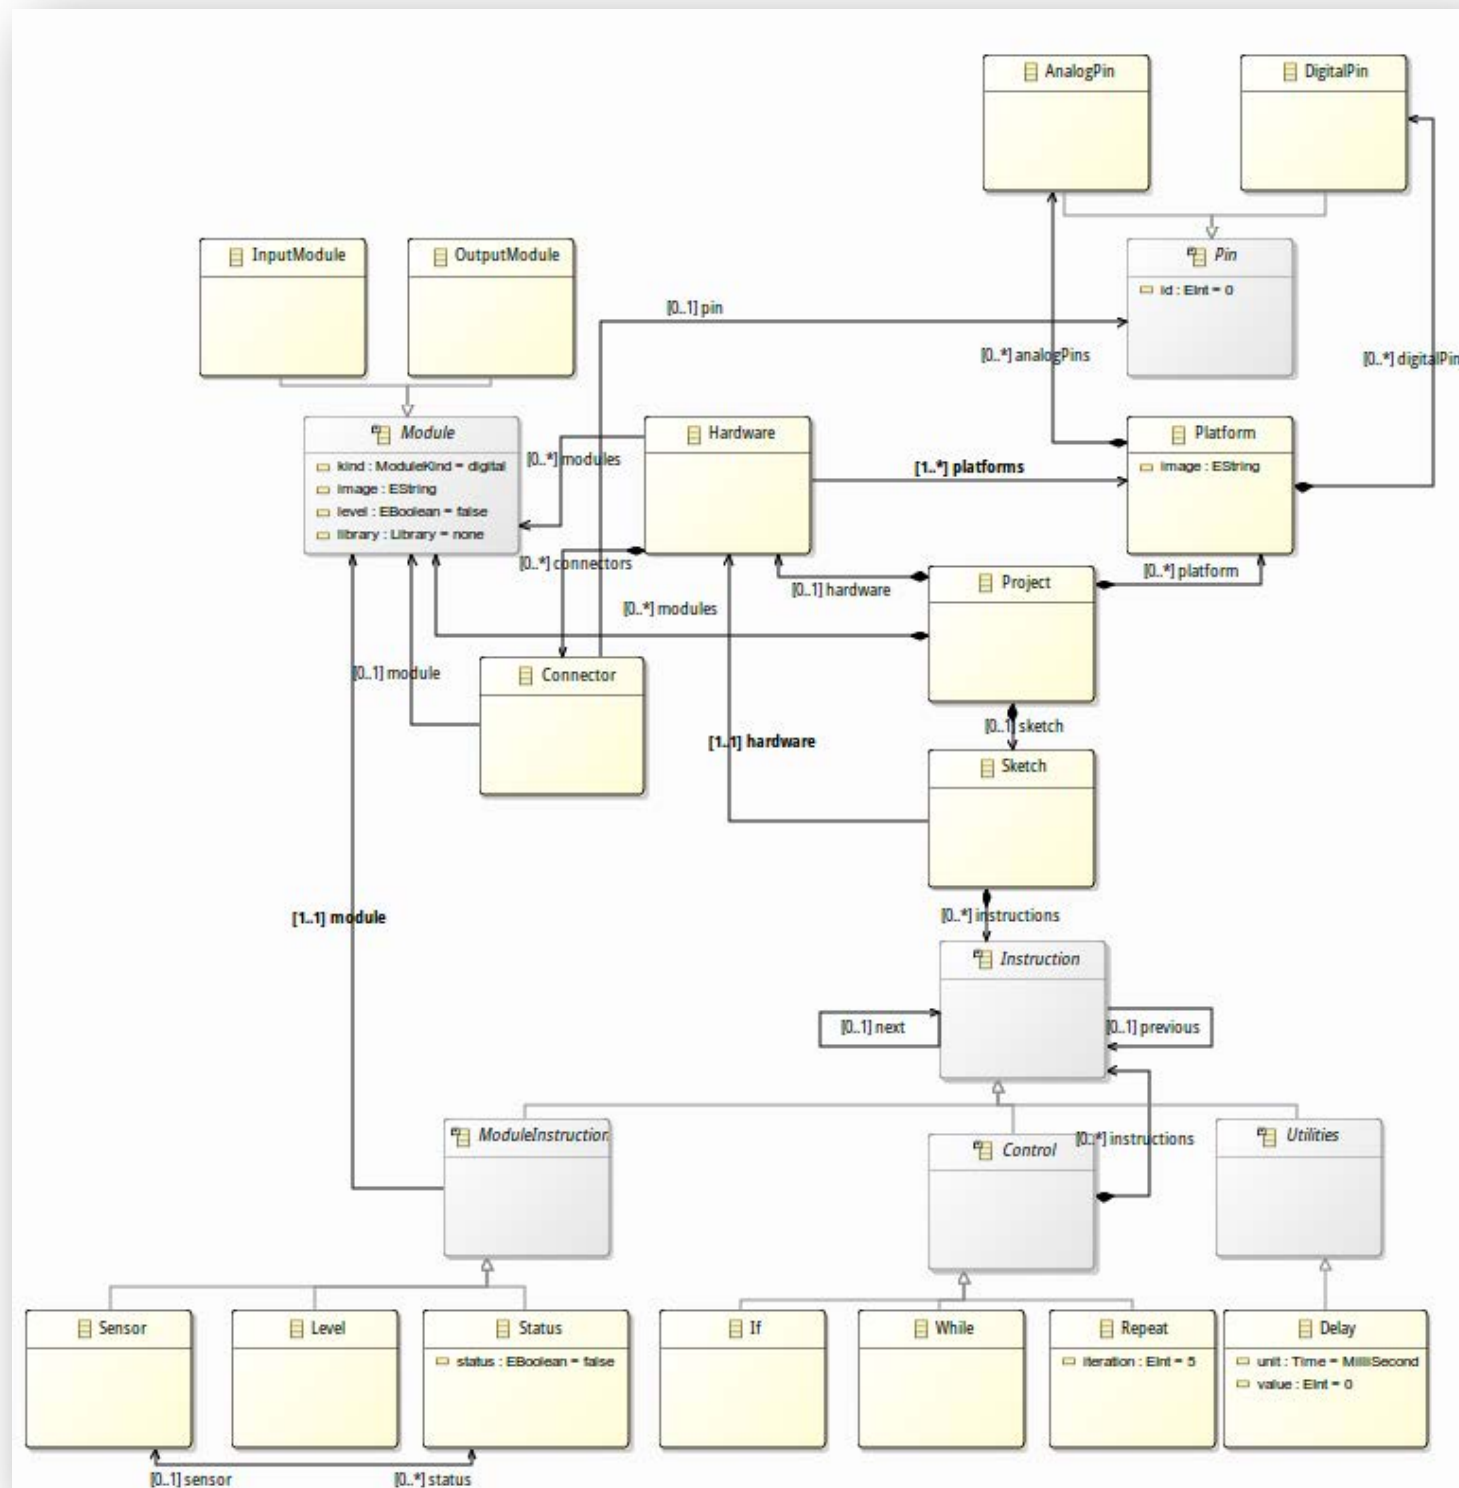 AnalogPin
DigitalPin
InputModule
OutputModule
Pin
id : EInt = 0
[0..1] pin
[0..*] analogPins
[0..*] digitalPin
Module
kind : ModuleKind = digital
image : EString
level : EBoolean = false
library : Library = none
Hardware
Platform
image : EString
[0..*] modules
[1..*] platforms
[0..*] connectors
[0..1] hardware
Project
[0..*] platform
[0..*] modules
[0..1] module
Connector
[0..1] sketch
[1..1] hardware
Sketch
[1..1] module
[0..*] instructions
Instruction
[0..1] next
[0..1] previous
ModuleInstruction
Control
[0..*] instructions
Utilities
Sensor
Level
Status
status : EBoolean = false
If
While
Repeat
iteration : EInt = 5
Delay
unit : Time = MilliSecond
value : EInt = 0
[0..1] sensor
[0..*] status